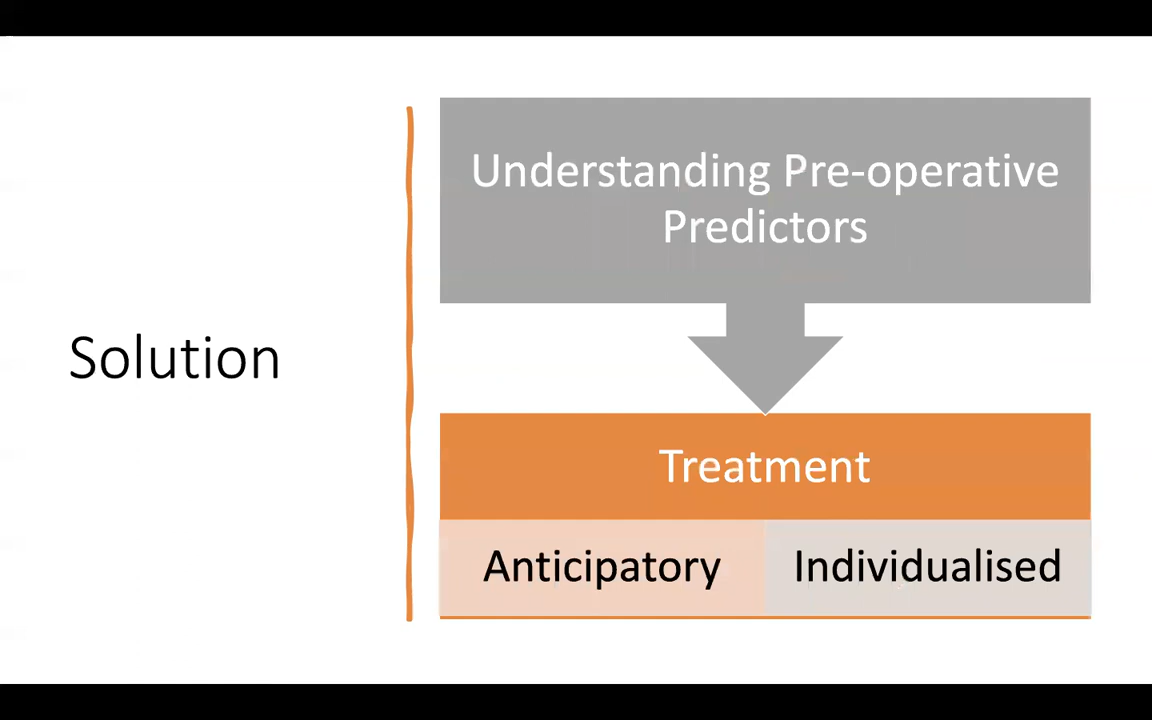 Solution
Understanding Pre-operative
Predictors
Treatment
Anticipatory
Individualised